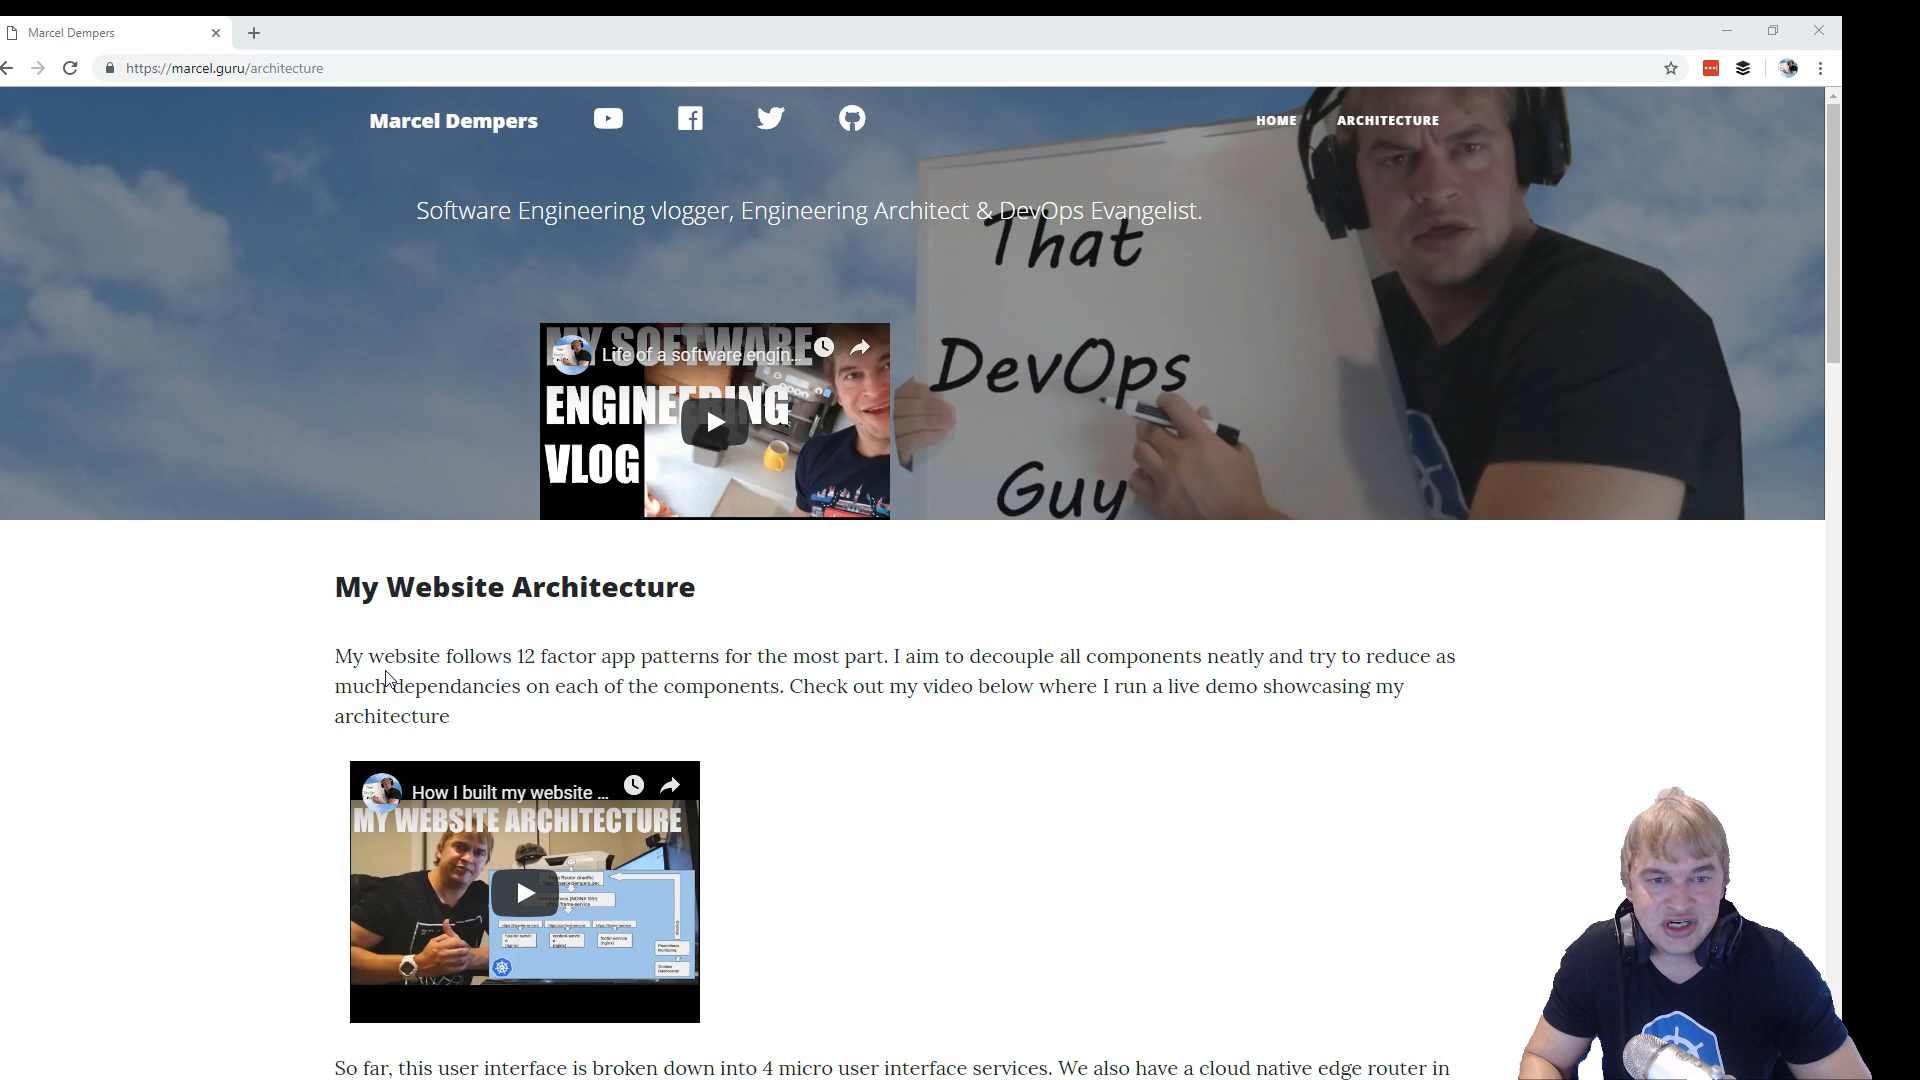 Marcel Dempers
https://marcel.guru/architecture
Marcel Dempers
HOME
ARCHITECTURE
Software Engineering vlogger, Engineering Architect & DevOps Evangelist.
That
DevOps
Guy
MY SOFTWARE
Life of a software engin...
ENGINEERING
VLOG
My Website Architecture
My website follows 12 factor app patterns for the most part. I aim to decouple all components neatly and try to reduce as
much dependancies on each of the components. Check out my video below where I run a live demo showcasing my
architecture
How I built my website ...
MY WEBSITE ARCHITECTURE
So far, this user interface is broken down into 4 micro user interface services. We also have a cloud native edge router in